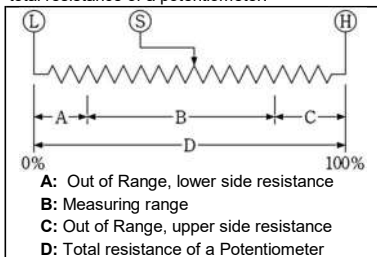 total resistance of a potentiometer.
L S H
A B C
D
0% 100%
A: Out of Range, lower side resistance
B: Measuring range
C: Out of Range, upper side resistance
D: Total resistance of a Potentiometer